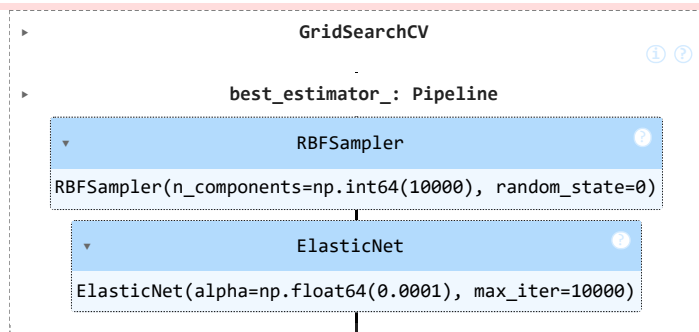 GridSearchCV
i ?
best_estimator_: Pipeline
RBFSampler ?
RBFSampler(n_components=np.int64(10000), random_state=0)
ElasticNet ?
ElasticNet(alpha=np.float64(0.0001), max_iter=10000)